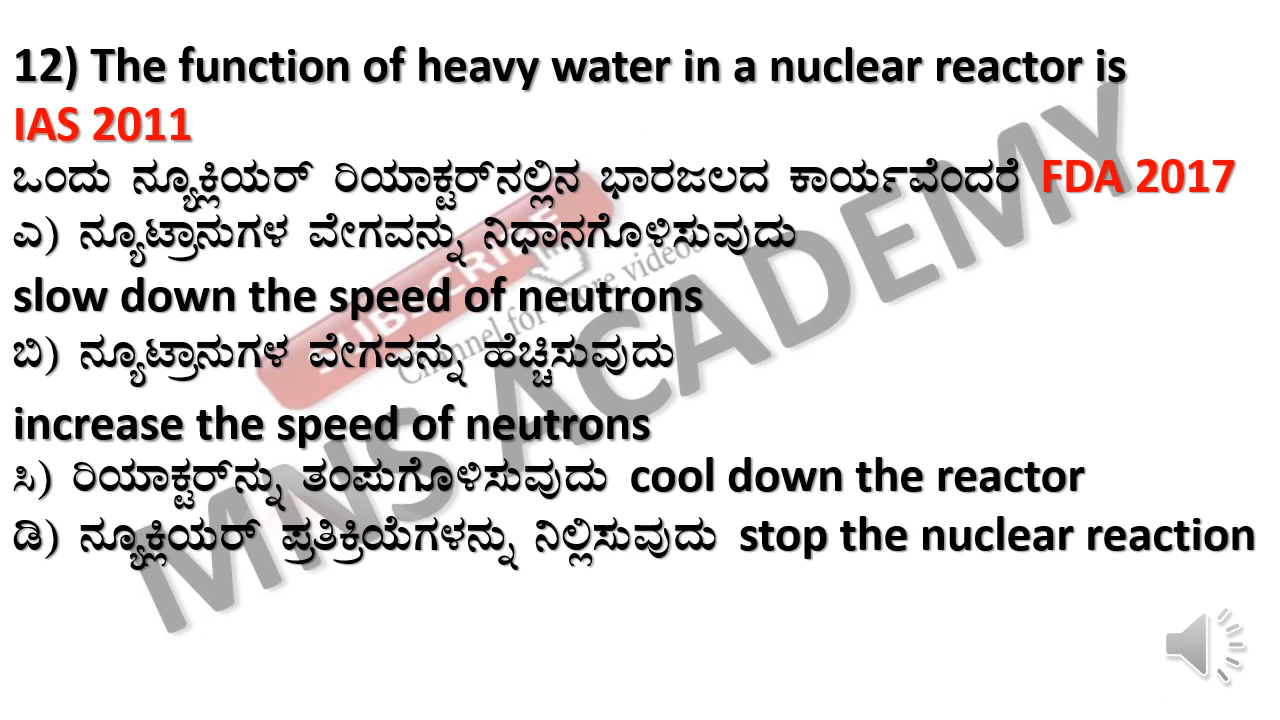 12) The function of heavy water in a nuclear reactor is
IAS 2011
ಒಂದು ನ್ಯೂಕ್ಲಿಯರ್ ರಿಯಾಕ್ಟರ್‌ನಲ್ಲಿನ ಭಾರಜಲದ ಕಾರ್ಯವೆಂದರೆ FDA 2017
ಎ) ನ್ಯೂಟ್ರಾನುಗಳ ವೇಗವನ್ನು ನಿಧಾನಗೊಳಿಸುವುದು
slow down the speed of neutrons
ಬಿ) ನ್ಯೂಟ್ರಾನುಗಳ ವೇಗವನ್ನು ಹೆಚ್ಚಿಸುವುದು
increase the speed of neutrons
ಸಿ) ರಿಯಾಕ್ಟರ್‌ನ್ನು ತಂಪುಗೊಳಿಸುವುದು cool down the reactor
ಡಿ) ನ್ಯೂಕ್ಲಿಯರ್ ಪ್ರತಿಕ್ರಿಯೆಗಳನ್ನು ನಿಲ್ಲಿಸುವುದು stop the nuclear reaction
SUBSCRIBE
Channel for more videos
MNS ACADEMY